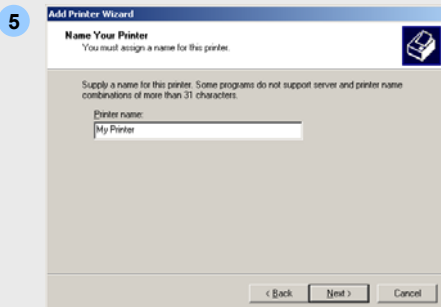 5
Add Printer Wizard
Name Your Printer
You must assign a name for this printer.
Supply a name for this printer. Some programs do not support server and printer name
combinations of more than 31 characters.
Printer name:
My Printer
< Back Next > Cancel